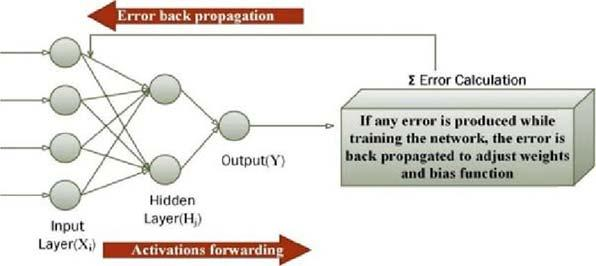 Error back propagation
Σ Error Calculation
If any error is produced while
training the network, the error is
back propagated to adjust weights
and bias function
Output(Y)
Hidden
Layer(Hj)
Input
Layer(Xi)
Activations forwarding